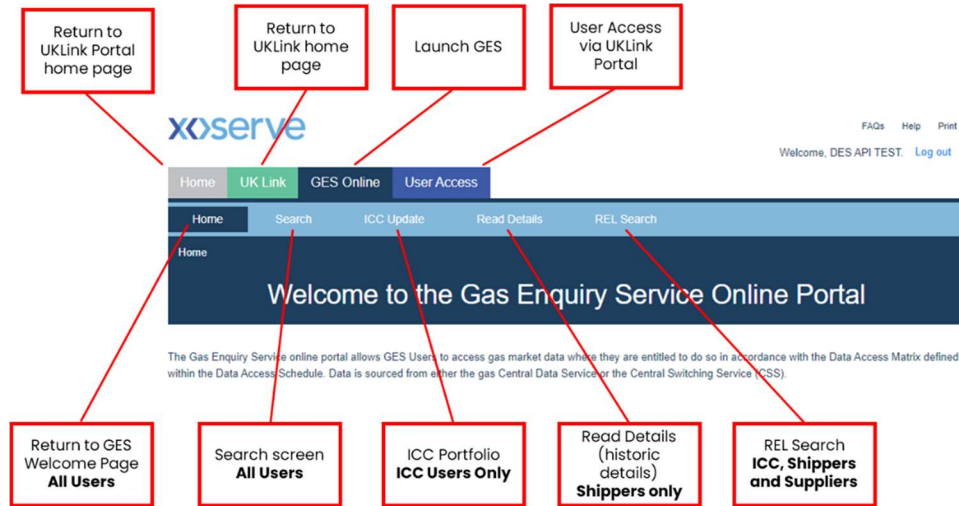 Return to
UKLink Portal
home page
Return to
UKLink home
page
Launch GES
User Access
via UKLink
Portal
xoserve
FAQs Help Print
Welcome, DES API TEST. Log out
Home UK Link GES Online User Access
Home Search ICC Update Read Details REL Search
Home
Welcome to the Gas Enquiry Service Online Portal
The Gas Enquiry Service online portal allows GES Users to access gas market data where they are entitled to do so in accordance with the Data Access Matrix defined
within the Data Access Schedule. Data is sourced from either the gas Central Data Service or the Central Switching Service (CSS).
Return to GES
Welcome Page
All Users
Search screen
All Users
ICC Portfolio
ICC Users Only
Read Details
(historic
details)
Shippers only
REL Search
ICC, Shippers
and Suppliers